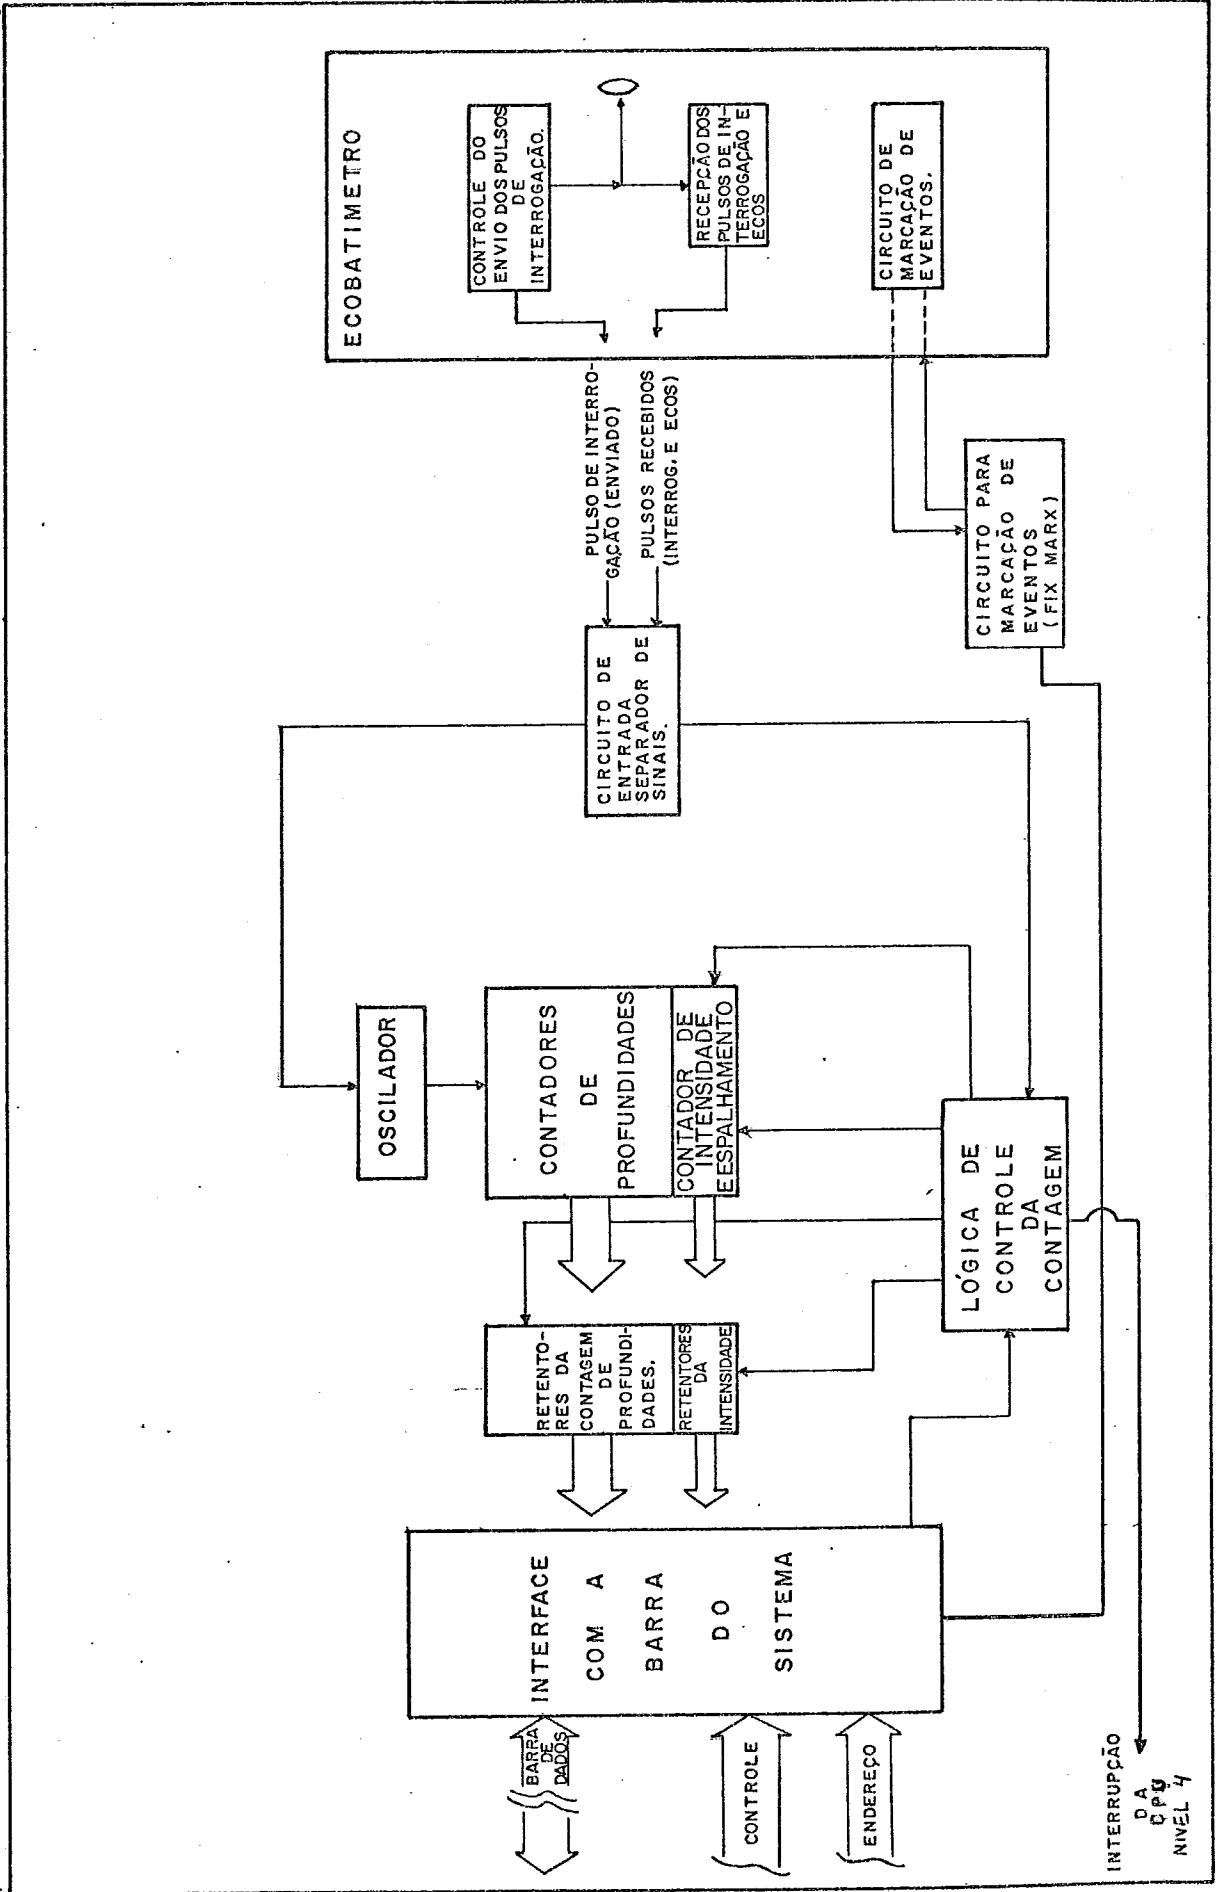 ECOBATIMETRO
CONTROLE DO
ENVIO DOS PULSOS
DE
INTERROGAÇÃO.
RECEPÇÃO DOS
PULSOS DE IN-
TERROGAÇÃO E
ECOS
CIRCUITO DE
MARCAÇÃO DE
EVENTOS.
PULSO DE INTERRO-
GAÇÃO (ENVIADO)
PULSOS RECEBIDOS
(INTERROG. E ECOS)
CIRCUITO PARA
MARCAÇÃO DE
EVENTOS
(FIX MARX)
CIRCUITO DE
ENTRADA
SEPARADOR DE
SINAIS.
OSCILADOR
CONTADORES
DE
PROFUNDIDADES
CONTADOR DE
INTENSIDADE
E ESPALHAMENTO
LÓGICA DE
CONTROLE
DA
CONTAGEM
RETENTO-
RES DA
CONTAGEM
DE
PROFUNDI-
DADES.
RETENTORES
DA
INTENSIDADE
INTERFACE
COM A
BARRA
DO
SISTEMA
BARRA
DE
DADOS
CONTROLE
ENDEREÇO
INTERRUPÇÃO
DA
CPU
NIVEL 4